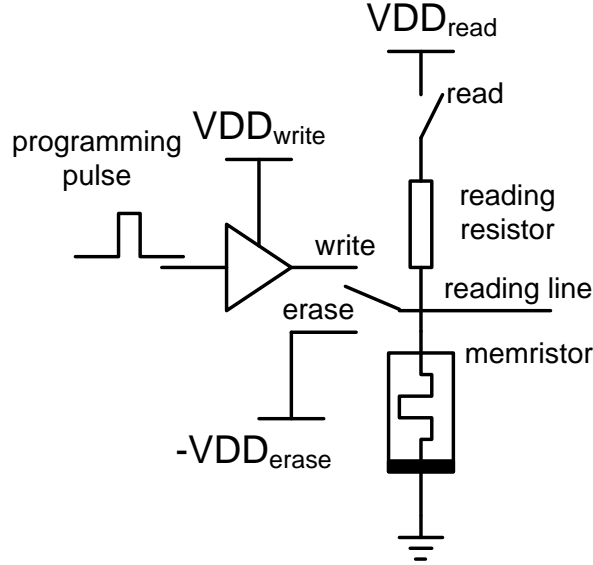 VDDread
read
VDDwrite
programming
pulse
reading
resistor
write
reading line
erase
memristor
-VDDerase